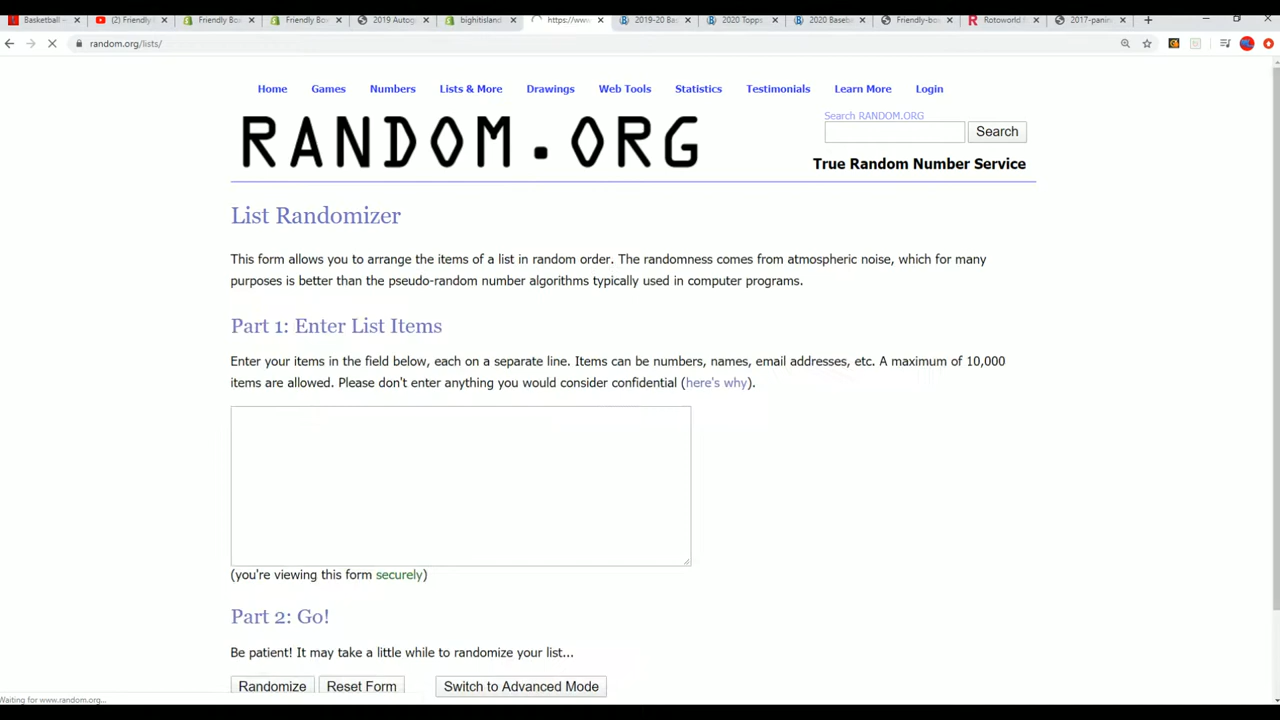 Basketball
(2) Friendly
Friendly Bo
Friendly Bo
2019 Autog
bighitisland
https://ww
2019-20 Ba
2020 Topps
2020 Baseb
Friendly-bo
Rotoworld
2017-panin
random.org/lists/
Home Games Numbers Lists & More Drawings Web Tools Statistics Testimonials Learn More Login
RANDOM.ORG
Search RANDOM.ORG
Search
True Random Number Service
List Randomizer
This form allows you to arrange the items of a list in random order. The randomness comes from atmospheric noise, which for many
purposes is better than the pseudo-random number algorithms typically used in computer programs.
Part 1: Enter List Items
Enter your items in the field below, each on a separate line. Items can be numbers, names, email addresses, etc. A maximum of 10,000
items are allowed. Please don't enter anything you would consider confidential (here's why).
(you're viewing this form securely)
Part 2: Go!
Be patient! It may take a little while to randomize your list...
Randomize Reset Form Switch to Advanced Mode
Waiting for www.random.org...